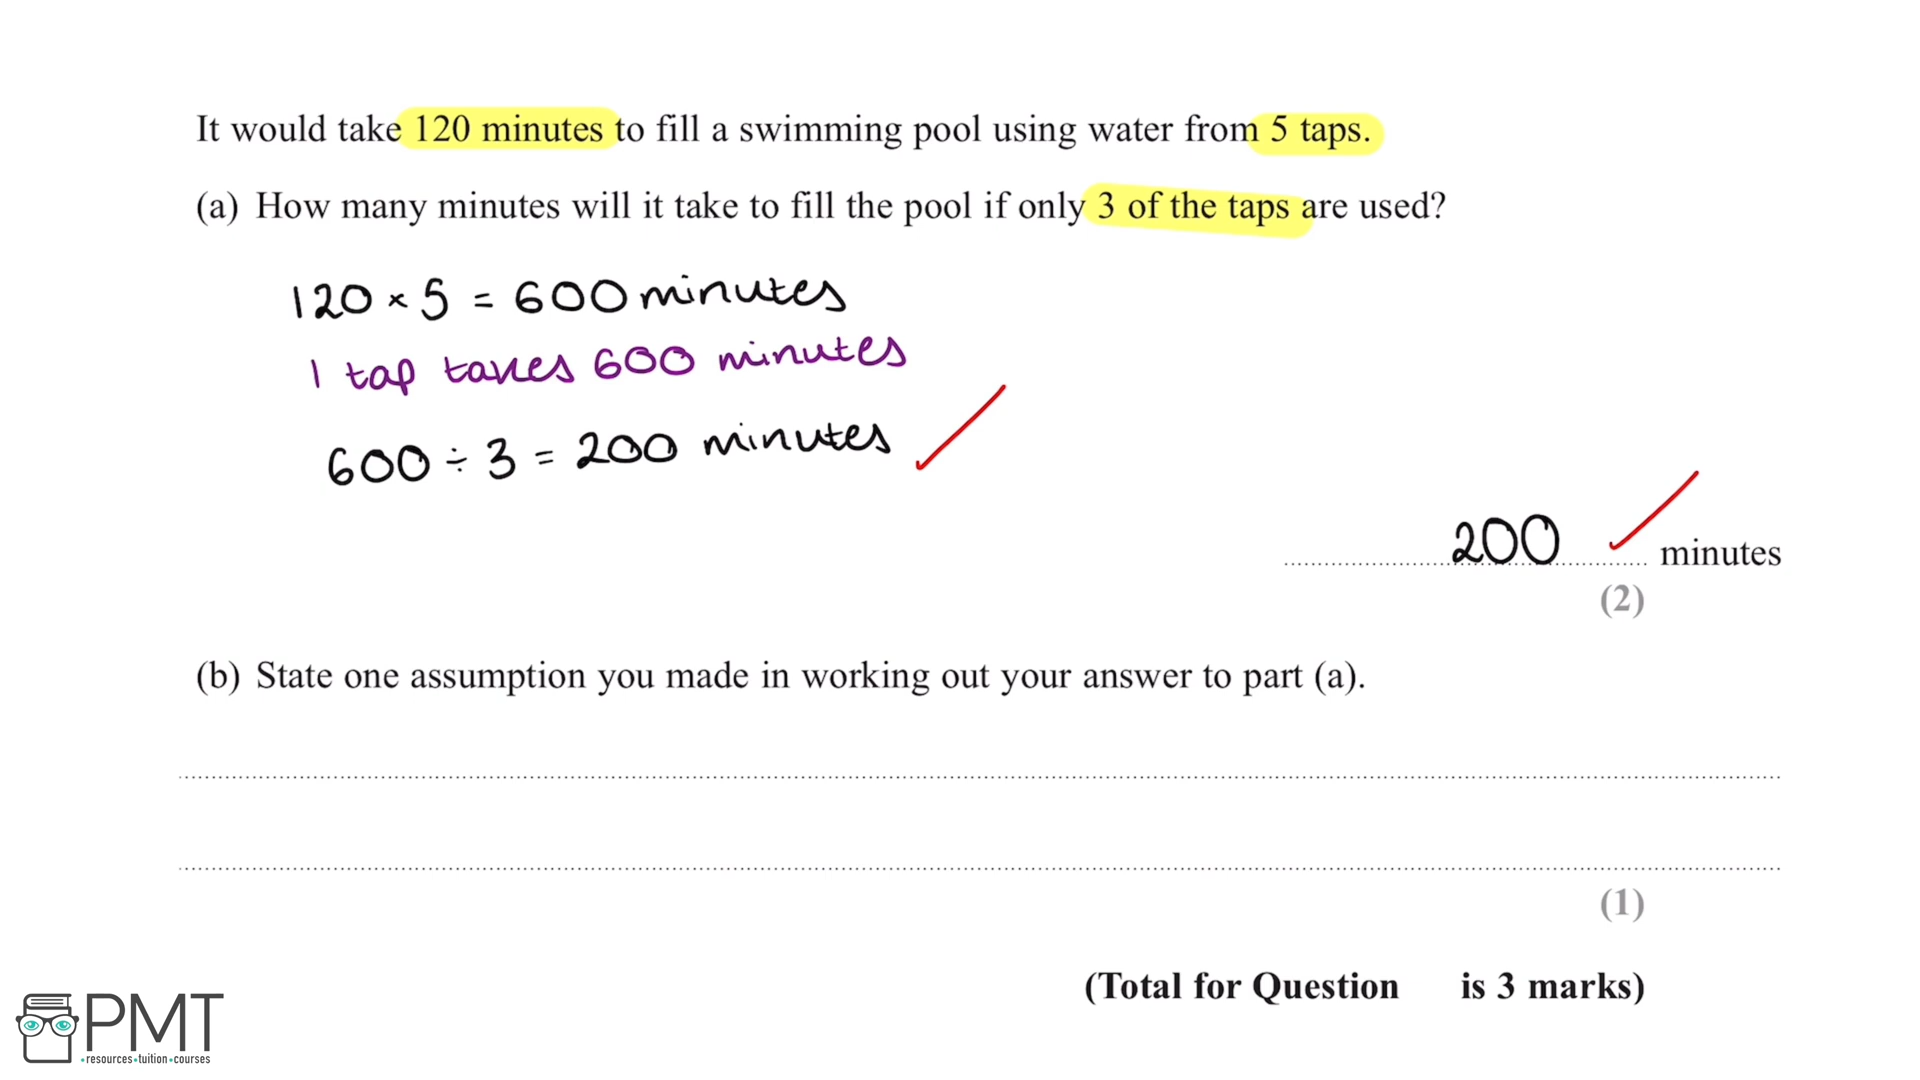 It would take 120 minutes to fill a swimming pool using water from 5 taps.
(a) How many minutes will it take to fill the pool if only 3 of the taps are used?
120 × 5 = 600 minutes
1 tap takes 600 minutes
600 ÷ 3 = 200 minutes
200 minutes
(2)
(b) State one assumption you made in working out your answer to part (a).
(1)
(Total for Question is 3 marks)
PMT
•resources•tuition•courses